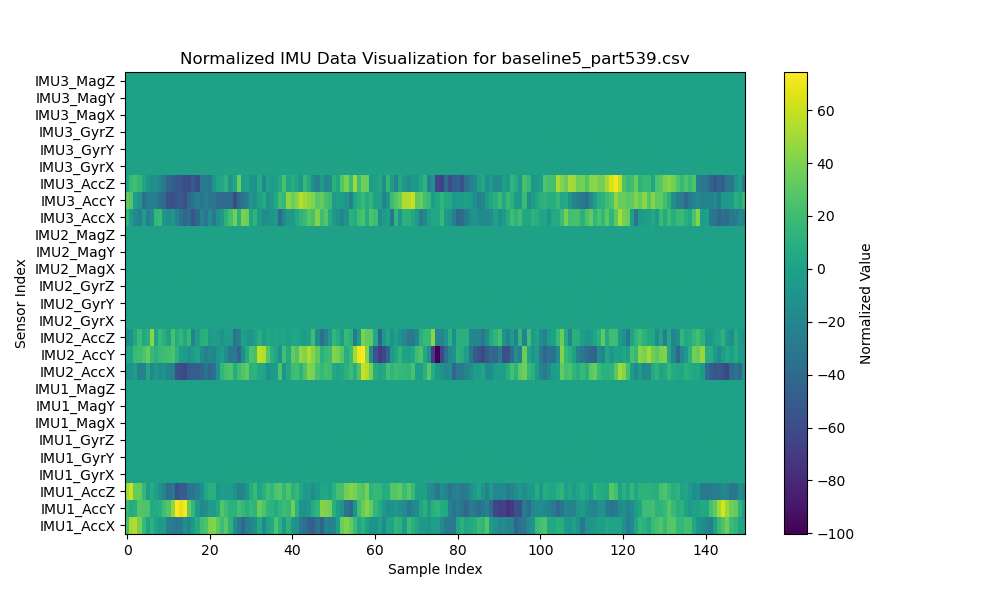 Normalized IMU Data Visualization for baseline5_part539.csv
IMU3_MagZ
IMU3_MagY
IMU3_MagX
IMU3_GyrZ
IMU3_GyrY
IMU3_GyrX
IMU3_AccZ
IMU3_AccY
IMU3_AccX
IMU2_MagZ
IMU2_MagY
IMU2_MagX
IMU2_GyrZ
IMU2_GyrY
IMU2_GyrX
IMU2_AccZ
IMU2_AccY
IMU2_AccX
IMU1_MagZ
IMU1_MagY
IMU1_MagX
IMU1_GyrZ
IMU1_GyrY
IMU1_GyrX
IMU1_AccZ
IMU1_AccY
IMU1_AccX
Sensor Index
0 20 40 60 80 100 120 140
Sample Index
60
40
20
0
−20
−40
−60
−80
−100
Normalized Value